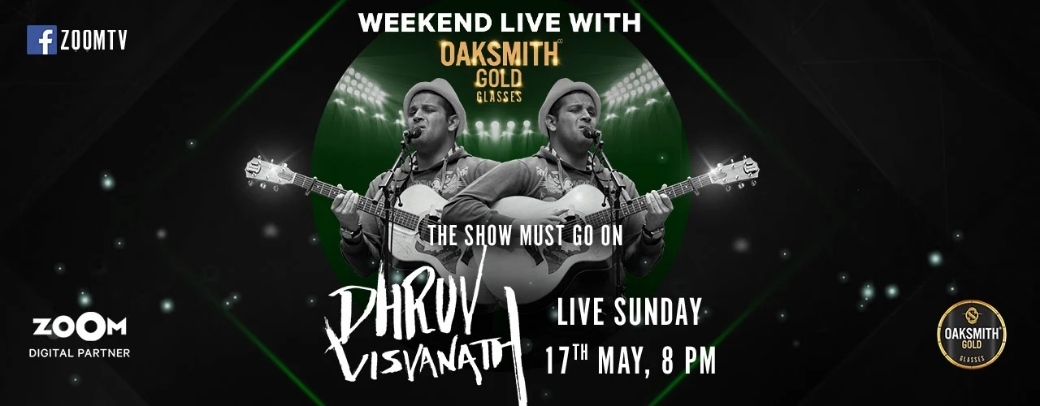 ZOOMTV
WEEKEND LIVE WITH
OAKSMITH
GOLD
GLASSES
THE SHOW MUST GO ON
DHRUV
VISVANATH
LIVE SUNDAY
17TH MAY, 8 PM
ZOOM
DIGITAL PARTNER
OAKSMITH
GOLD
GLASSES